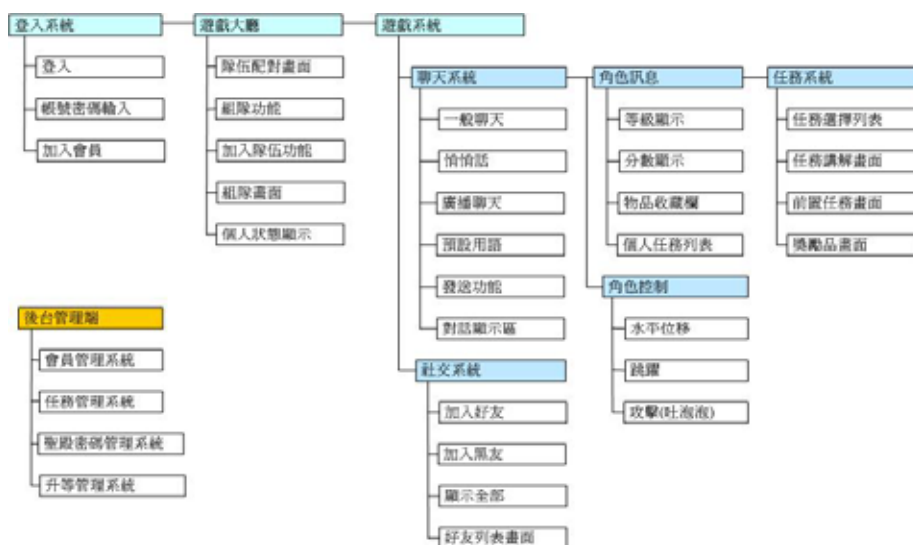 登入系統
登入
帳號密碼輸入
加入會員
遊戲大廳
隊伍配對畫面
組隊功能
加入隊伍功能
組隊畫面
個人狀態顯示
遊戲系統
聊天系統
一般聊天
悄悄話
廣播聊天
預設用語
發送功能
對話顯示區
社交系統
加入好友
加入黑友
顯示全部
好友列表畫面
角色訊息
等級顯示
分數顯示
物品收藏欄
個人任務列表
角色控制
水平位移
跳躍
攻擊(吐泡泡)
任務系統
任務選擇列表
任務講解畫面
前置任務畫面
獎勵品畫面
後台管理端
會員管理系統
任務管理系統
聖殿密碼管理系統
升等管理系統